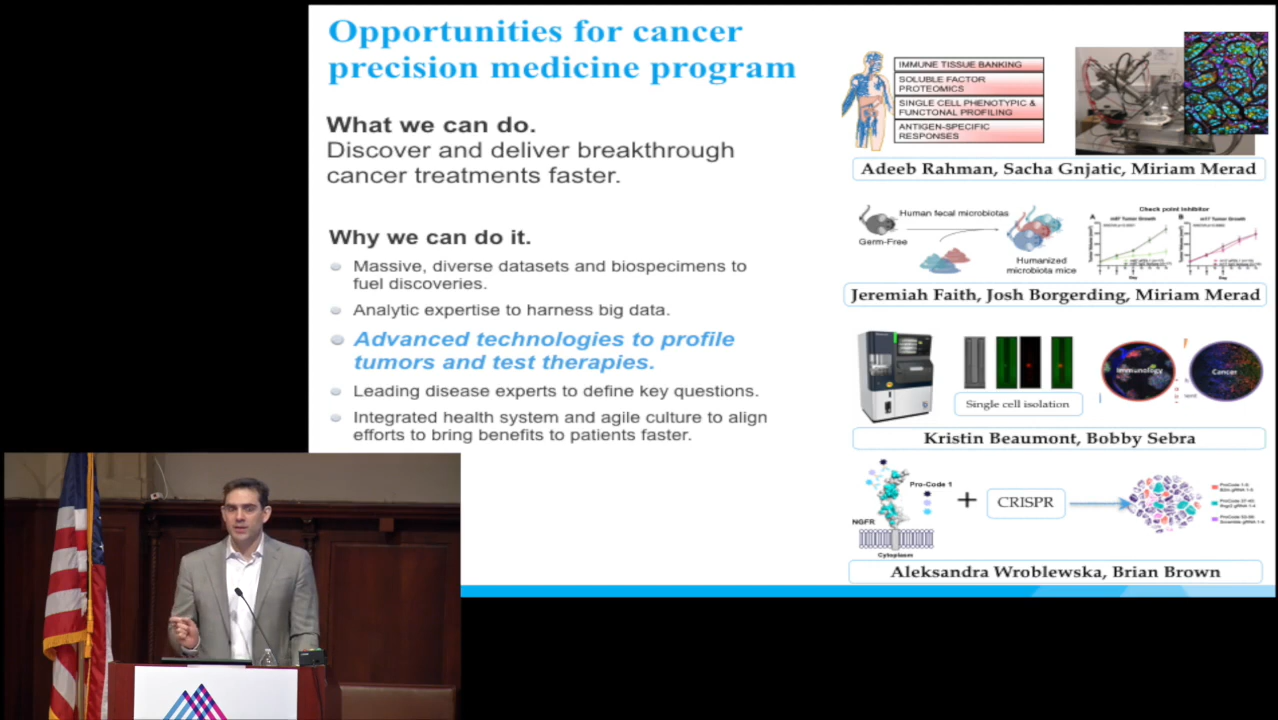 Opportunities for cancer
precision medicine program
What we can do.
Discover and deliver breakthrough
cancer treatments faster.
Why we can do it.
Massive, diverse datasets and biospecimens to
fuel discoveries.
Analytic expertise to harness big data.
Advanced technologies to profile
tumors and test therapies.
Leading disease experts to define key questions.
Integrated health system and agile culture to align
efforts to bring benefits to patients faster.
IMMUNE TISSUE BANKING
SOLUBLE FACTOR
PROTEOMICS
SINGLE CELL PHENOTYPIC &
FUNCTONAL PROFILING
ANTIGEN-SPECIFIC
RESPONSES
Adeeb Rahman, Sacha Gnjatic, Miriam Merad
Human fecal microbiotas
Germ-Free
Humanized
microbiota mice
Check point Inhibitor
A
B
Tumor Growth
Tumor Growth
Day
Day
Jeremiah Faith, Josh Borgerding, Miriam Merad
Single cell isolation
Immunology
Cancer
Kristin Beaumont, Bobby Sebra
Pro-Code 1
NGFR
Cytoplasm
+
CRISPR
Aleksandra Wroblewska, Brian Brown